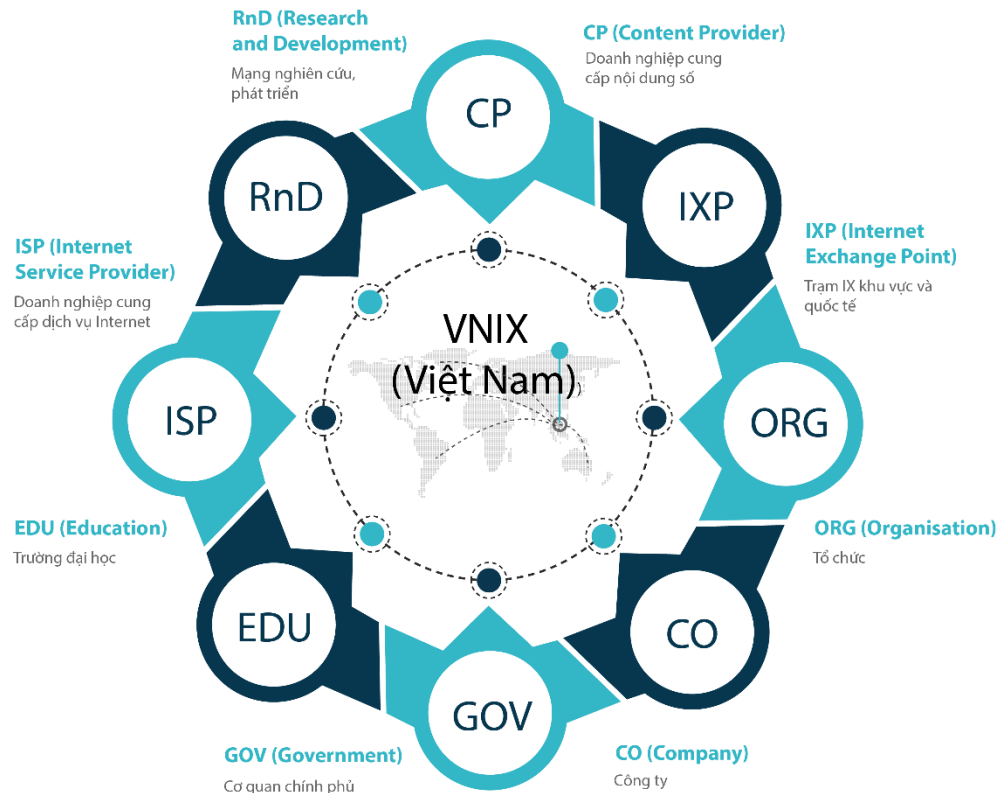 RnD (Research
and Development)
Mạng nghiên cứu,
phát triển
CP (Content Provider)
Doanh nghiệp cung
cấp nội dung số
CP
RnD
IXP
ISP (Internet
Service Provider)
Doanh nghiệp cung
cấp dịch vụ Internet
IXP (Internet
Exchange Point)
Trạm IX khu vực và
quốc tế
VNIX
(Việt Nam)
ISP
ORG
EDU (Education)
Trường đại học
ORG (Organisation)
Tổ chức
EDU
CO
GOV
GOV (Government)
Cơ quan chính phủ
CO (Company)
Công ty